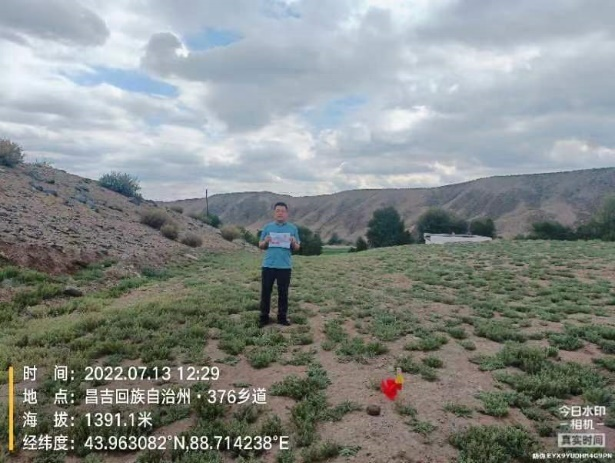 时　间：2022.07.13 12:29
地　点：昌吉回族自治州·376乡道
海　拔：1391.1米
经纬度：43.963082°N,88.714238°E
今日水印
相机
真实时间